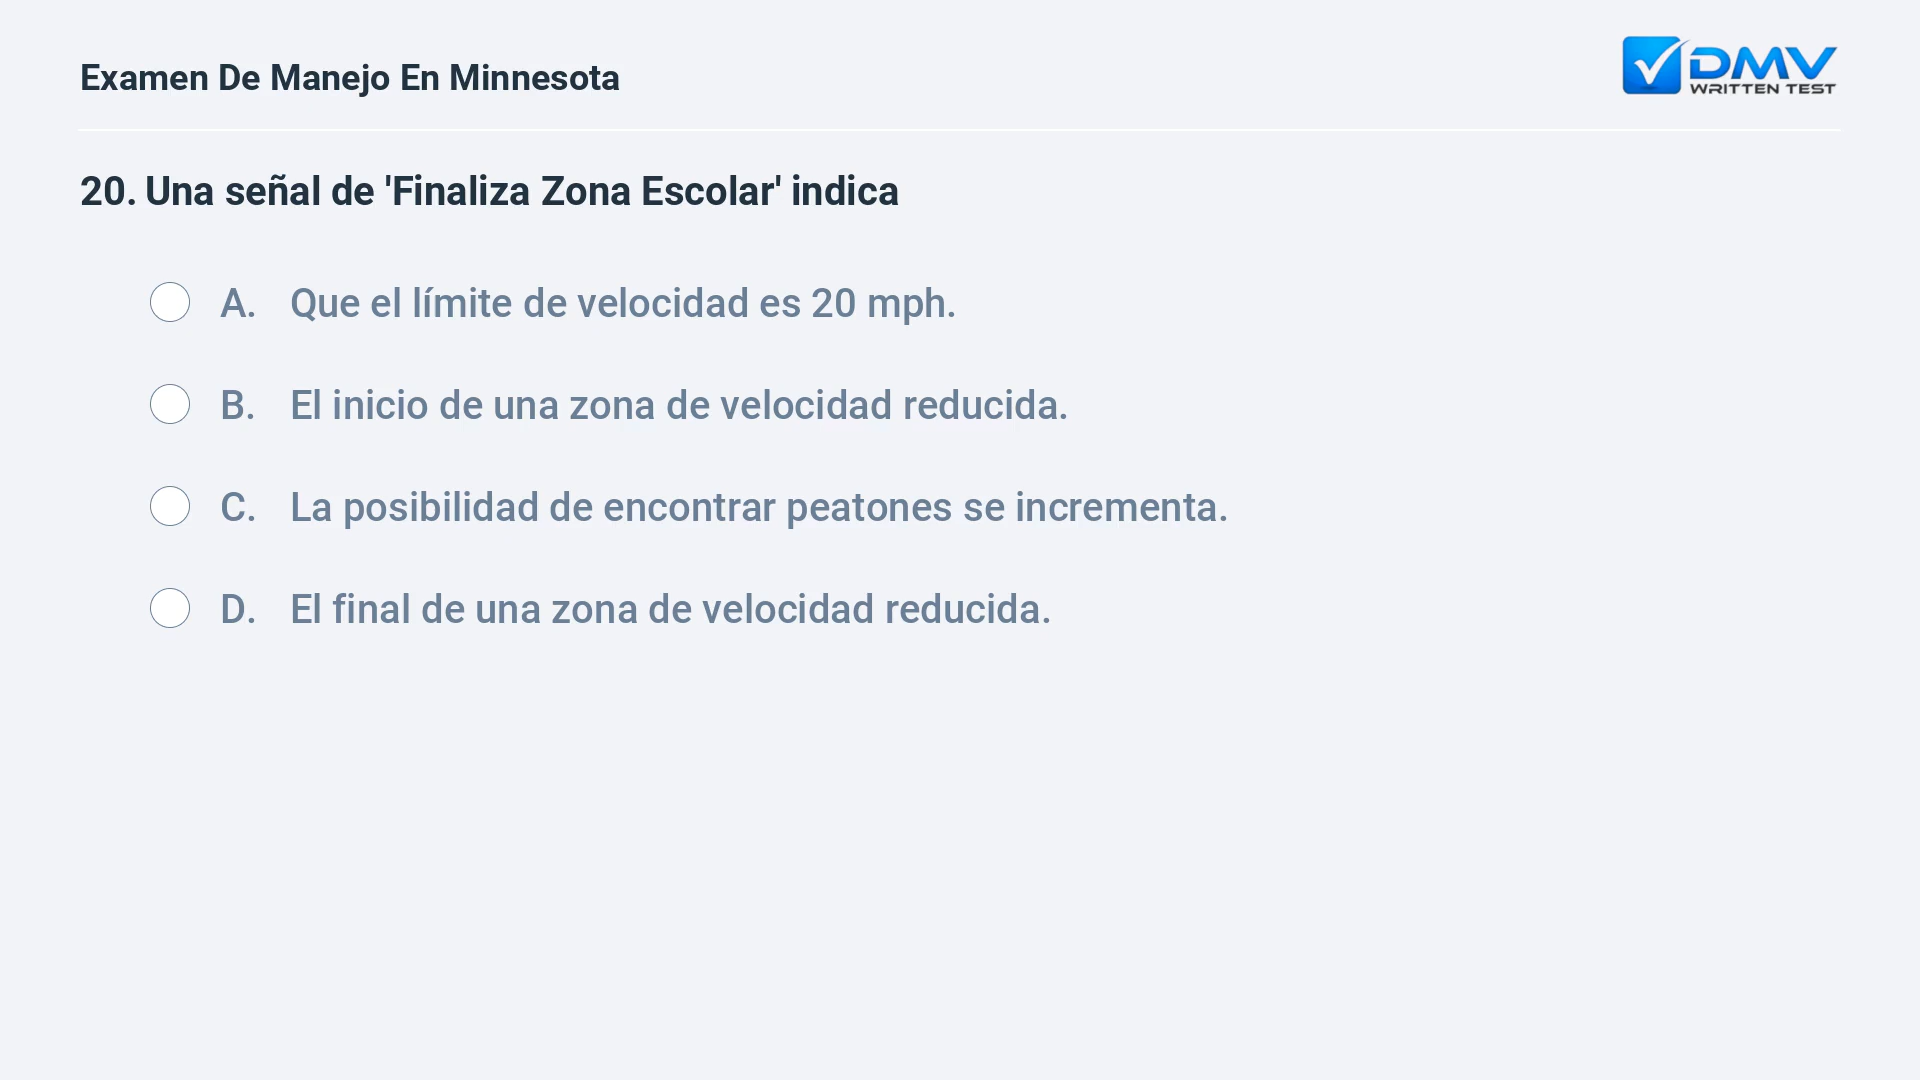 Examen De Manejo En Minnesota
DMV
WRITTEN TEST
20. Una señal de 'Finaliza Zona Escolar' indica
A. Que el límite de velocidad es 20 mph.
B. El inicio de una zona de velocidad reducida.
C. La posibilidad de encontrar peatones se incrementa.
D. El final de una zona de velocidad reducida.